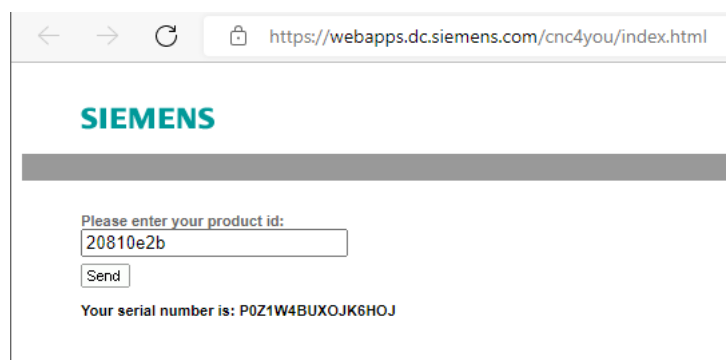 https://webapps.dc.siemens.com/cnc4you/index.html
SIEMENS
Please enter your product id:
20810e2b
Send
Your serial number is: P0Z1W4BUXOJK6HOJ